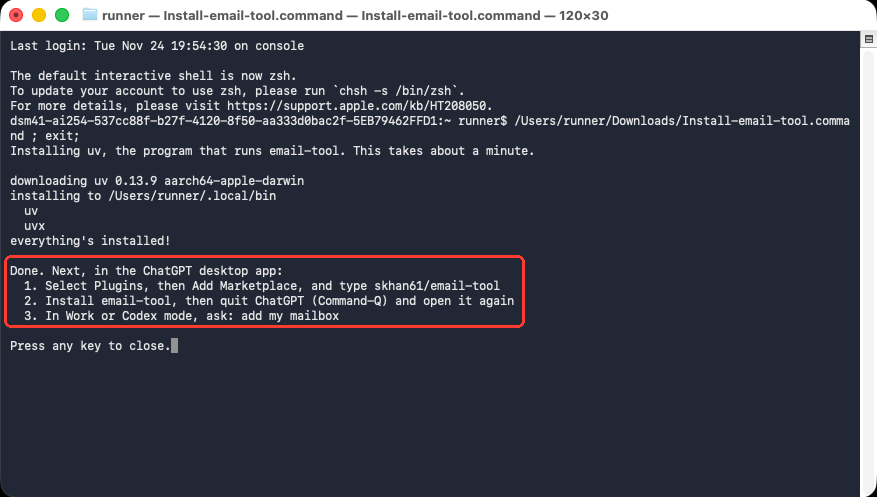 runner — Install-email-tool.command — Install-email-tool.command — 120×30
Last login: Tue Nov 24 19:54:30 on console
The default interactive shell is now zsh.
To update your account to use zsh, please run `chsh -s /bin/zsh`.
For more details, please visit https://support.apple.com/kb/HT208050.
dsm41-ai254-537cc88f-b27f-4120-8f50-aa333d0bac2f-5EB79462FFD1:~ runner$ /Users/runner/Downloads/Install-email-tool.comma
nd ; exit;
Installing uv, the program that runs email-tool. This takes about a minute.
downloading uv 0.13.9 aarch64-apple-darwin
installing to /Users/runner/.local/bin
  uv
  uvx
everything's installed!
Done. Next, in the ChatGPT desktop app:
  1. Select Plugins, then Add Marketplace, and type skhan61/email-tool
  2. Install email-tool, then quit ChatGPT (Command-Q) and open it again
  3. In Work or Codex mode, ask: add my mailbox
Press any key to close.